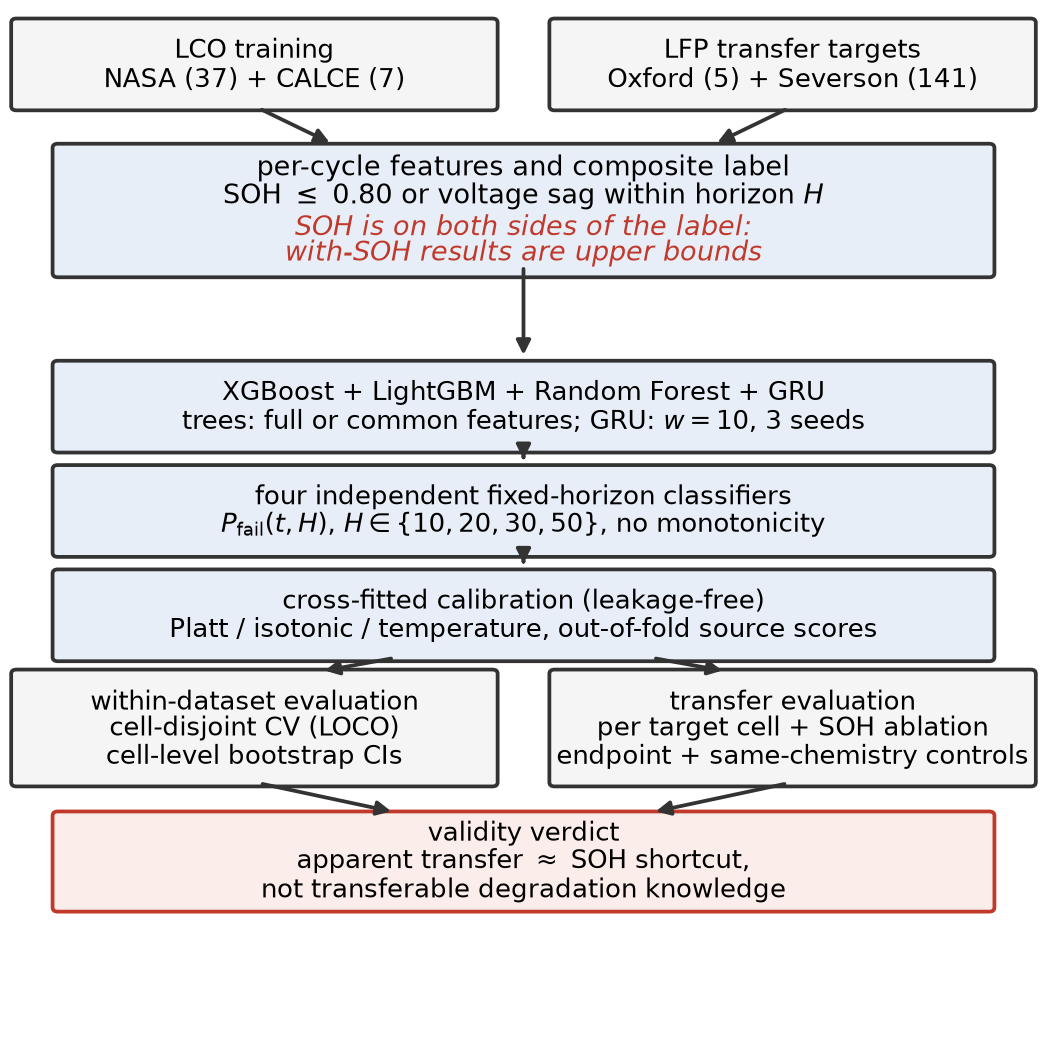 LCO training
NASA (37) + CALCE (7)
LFP transfer targets
Oxford (5) + Severson (141)
per-cycle features and composite label
SOH ≤ 0.80 or voltage sag within horizon H
SOH is on both sides of the label:
with-SOH results are upper bounds
XGBoost + LightGBM + Random Forest + GRU
trees: full or common features; GRU: w = 10, 3 seeds
four independent fixed-horizon classifiers
P_fail(t, H), H ∈ {10, 20, 30, 50}, no monotonicity
cross-fitted calibration (leakage-free)
Platt / isotonic / temperature, out-of-fold source scores
within-dataset evaluation
cell-disjoint CV (LOCO)
cell-level bootstrap CIs
transfer evaluation
per target cell + SOH ablation
endpoint + same-chemistry controls
validity verdict
apparent transfer ≈ SOH shortcut,
not transferable degradation knowledge